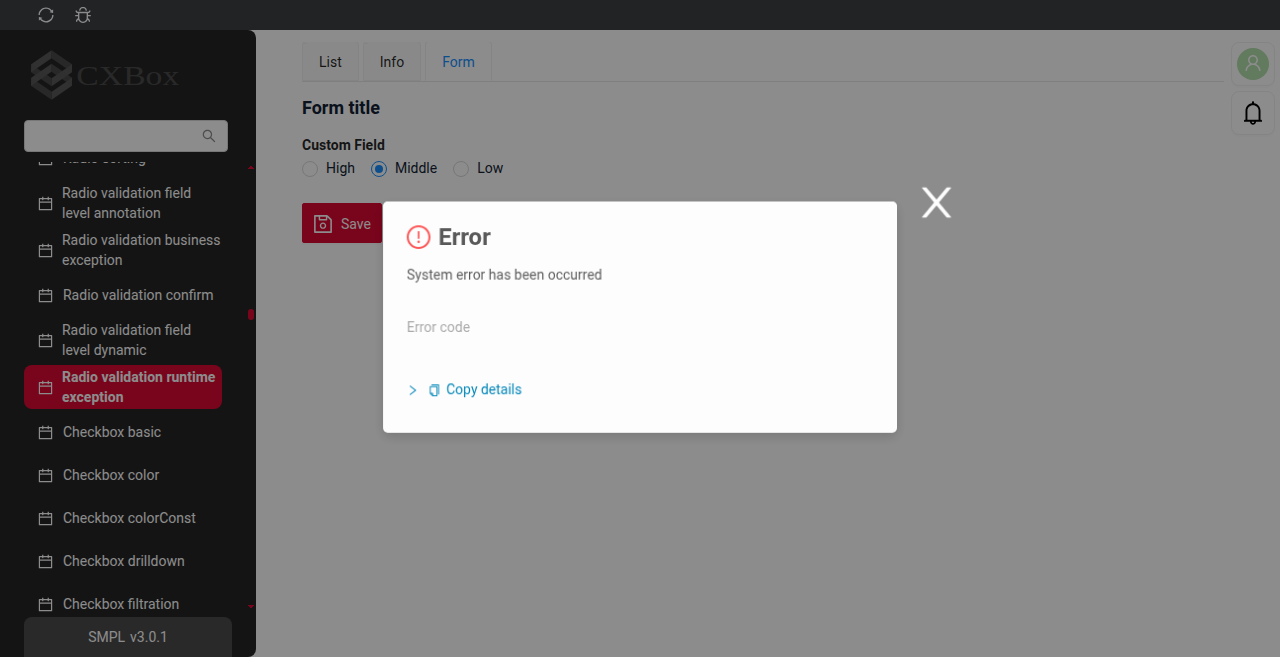 CXBox
Radio sorting
Radio validation field
level annotation
Radio validation business
exception
Radio validation confirm
Radio validation field
level dynamic
Radio validation runtime
exception
Checkbox basic
Checkbox color
Checkbox colorConst
Checkbox drilldown
Checkbox filtration
SMPL v3.0.1
List
Info
Form
Form title
Custom Field
High
Middle
Low
Save
Error
System error has been occurred
Error code
Copy details